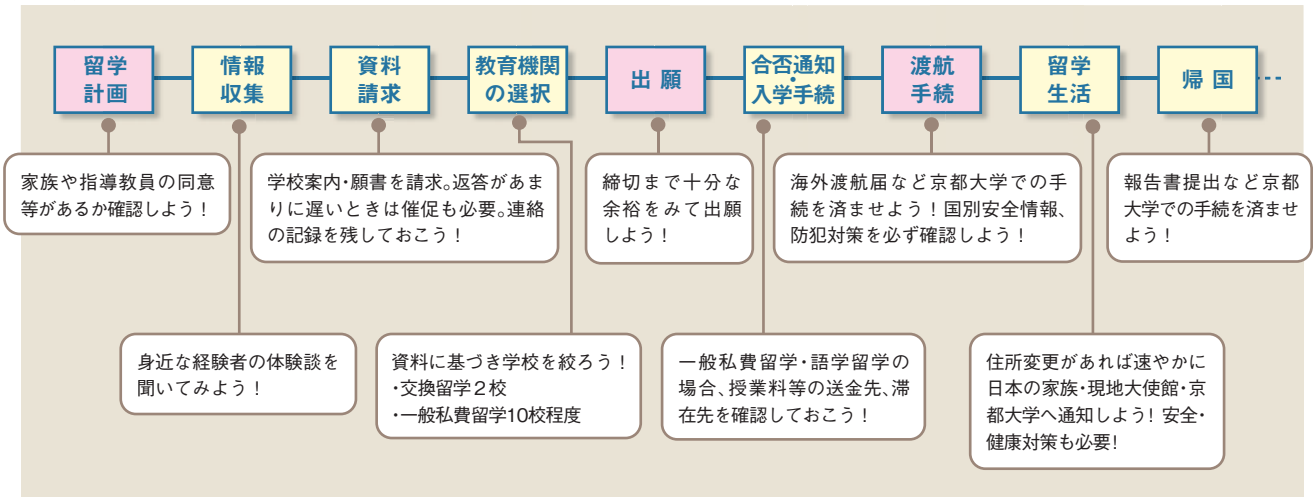 留学
計画
情報
収集
資料
請求
教育機関
の選択
出願
合否通知
・
入学手続
渡航
手続
留学
生活
帰国
家族や指導教員の同意
等があるか確認しよう！
学校案内・願書を請求。返答があま
りに遅いときは催促も必要。連絡
の記録を残しておこう！
締切まで十分な
余裕をみて出願
しよう！
海外渡航届など京都大学での手
続を済ませよう！国別安全情報、
防犯対策を必ず確認しよう！
報告書提出など京都
大学での手続を済ませ
よう！
身近な経験者の体験談を
聞いてみよう！
資料に基づき学校を絞ろう！
・交換留学２校
・一般私費留学10校程度
一般私費留学・語学留学の
場合、授業料等の送金先、滞
在先を確認しておこう！
住所変更があれば速やかに
日本の家族・現地大使館・京
都大学へ通知しよう！安全・
健康対策も必要！